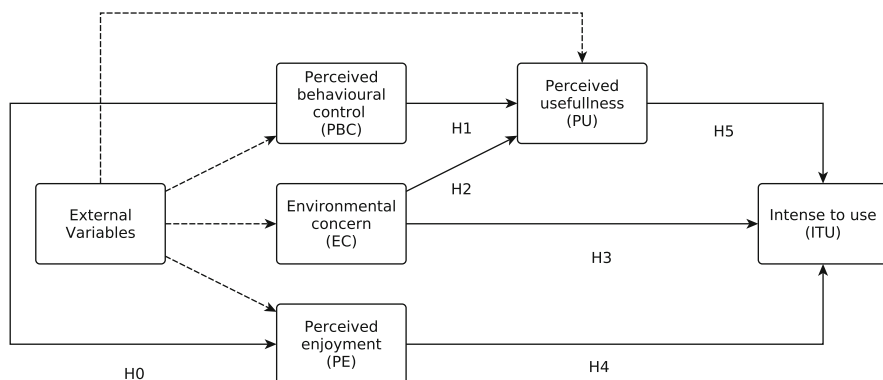 Perceived
behavioural
control
(PBC)
H1
Perceived
usefullness
(PU)
H5
H2
External
Variables
Environmental
concern
(EC)
Intense to use
(ITU)
H3
Perceived
enjoyment
(PE)
H4
H0